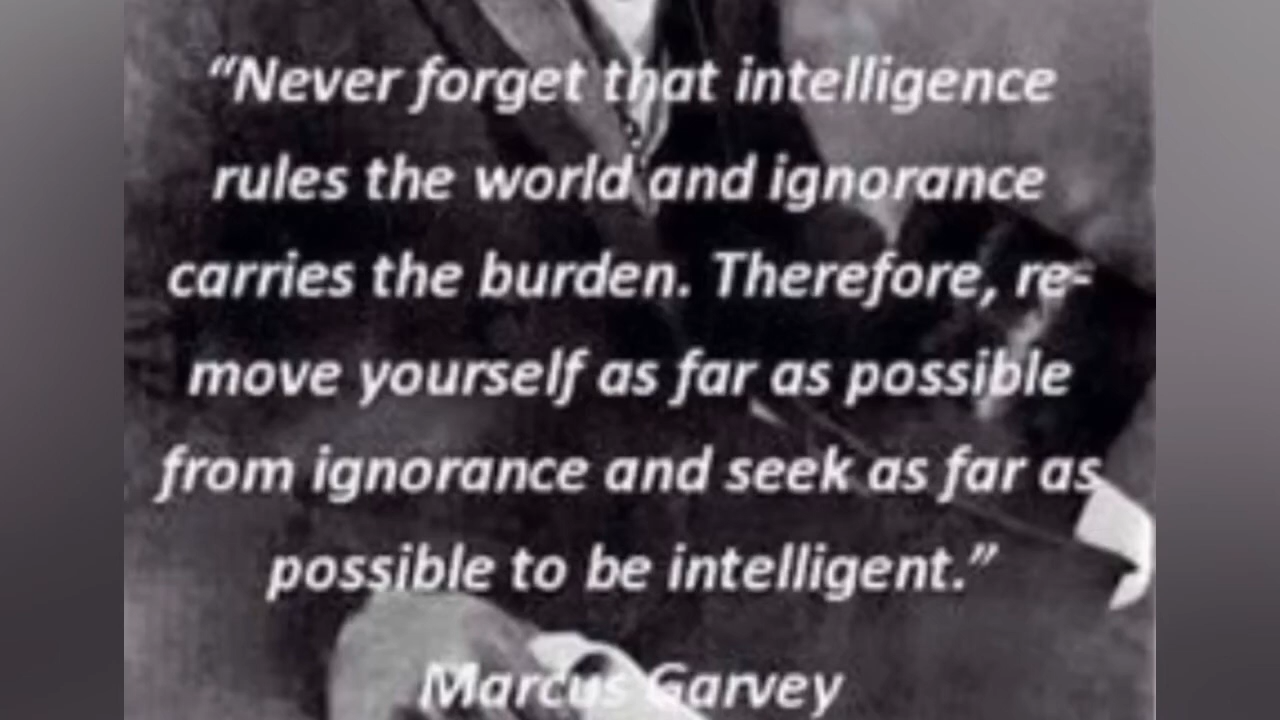 “Never forget that intelligence
rules the world and ignorance
carries the burden. Therefore, re-
move yourself as far as possible
from ignorance and seek as far as
possible to be intelligent.”
Marcus Garvey